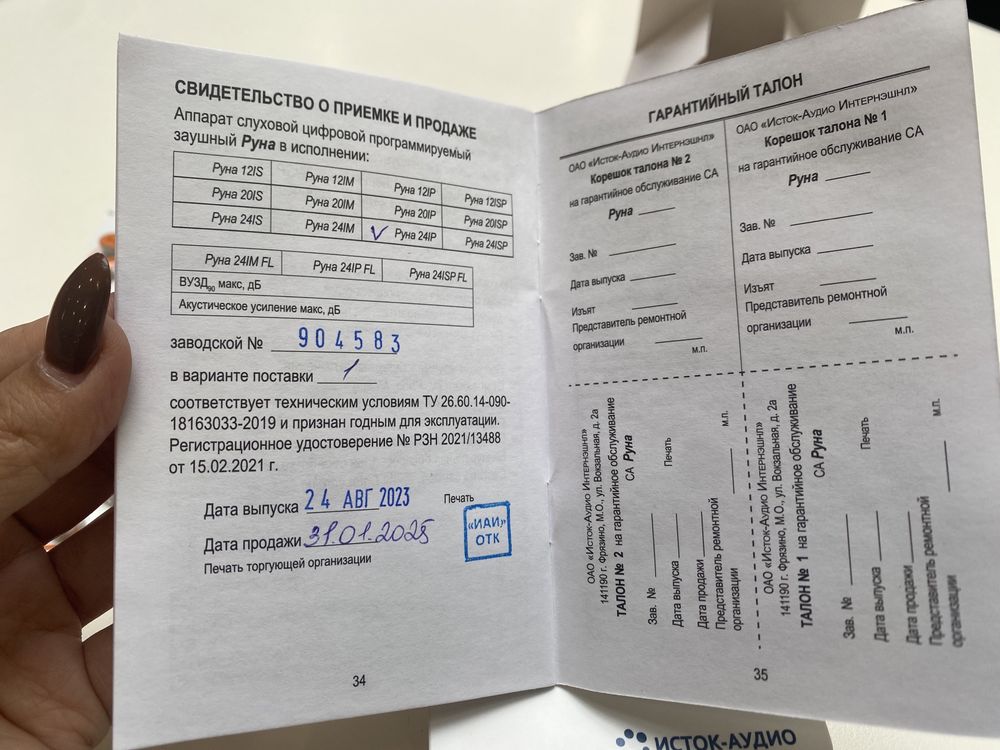 СВИДЕТЕЛЬСТВО О ПРИЕМКЕ И ПРОДАЖЕ
Аппарат слуховой цифровой программируемый
заушный Руна в исполнении:
Руна 12IS Руна 12IM Руна 12IP Руна 12ISP
Руна 20IS Руна 20IM Руна 20IP Руна 20ISP
Руна 24IS Руна 24IM V Руна 24IP Руна 24ISP
Руна 24IM FL Руна 24IP FL Руна 24ISP FL
ВУЗД90 макс, дБ
Акустическое усиление макс, дБ
заводской № 904583
в варианте поставки 1
соответствует техническим условиям ТУ 26.60.14-090-
18163033-2019 и признан годным для эксплуатации.
Регистрационное удостоверение № РЗН 2021/13488
от 15.02.2021 г.
Дата выпуска 24 АВГ 2023 Печать
Дата продажи 31.01.2025
«ИАИ»
ОТК
Печать торгующей организации
34
ГАРАНТИЙНЫЙ ТАЛОН
ОАО «Исток-Аудио Интернэшнл»
Корешок талона № 2
на гарантийное обслуживание СА
Руна
Зав. №
Дата выпуска
Изъят
Представитель ремонтной
организации
м.п.
ОАО «Исток-Аудио Интернэшнл»
Корешок талона № 1
на гарантийное обслуживание СА
Руна
Зав. №
Дата выпуска
Изъят
Представитель ремонтной
организации
м.п.
ОАО «Исток-Аудио Интернэшнл»
141190 г. Фрязино, М.О., ул. Вокзальная, д. 2а
ТАЛОН № 2 на гарантийное обслуживание
СА Руна
Зав. № Печать
Дата выпуска
Дата продажи
Представитель ремонтной
организации м.п.
ОАО «Исток-Аудио Интернэшнл»
141190 г. Фрязино, М.О., ул. Вокзальная, д. 2а
ТАЛОН № 1 на гарантийное обслуживание
СА Руна
Зав. № Печать
Дата выпуска
Дата продажи
Представитель ремонтной
организации м.п.
35
ИСТОК-АУДИО